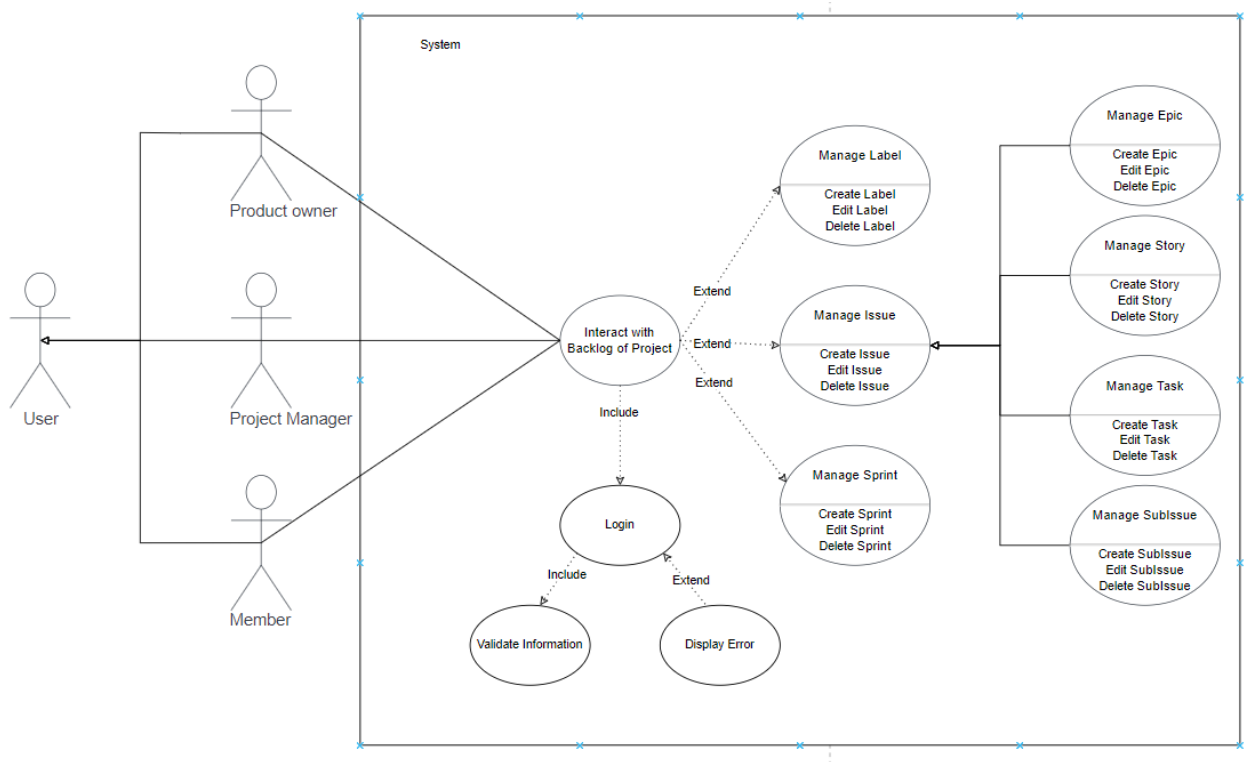 System
Product owner
User
Project Manager
Member
Interact with
Backlog of Project
Extend
Extend
Extend
Include
Login
Include
Extend
Validate Information
Display Error
Manage Label
Create Label
Edit Label
Delete Label
Manage Issue
Create Issue
Edit Issue
Delete Issue
Manage Sprint
Create Sprint
Edit Sprint
Delete Sprint
Manage Epic
Create Epic
Edit Epic
Delete Epic
Manage Story
Create Story
Edit Story
Delete Story
Manage Task
Create Task
Edit Task
Delete Task
Manage SubIssue
Create SubIssue
Edit SubIssue
Delete SubIssue